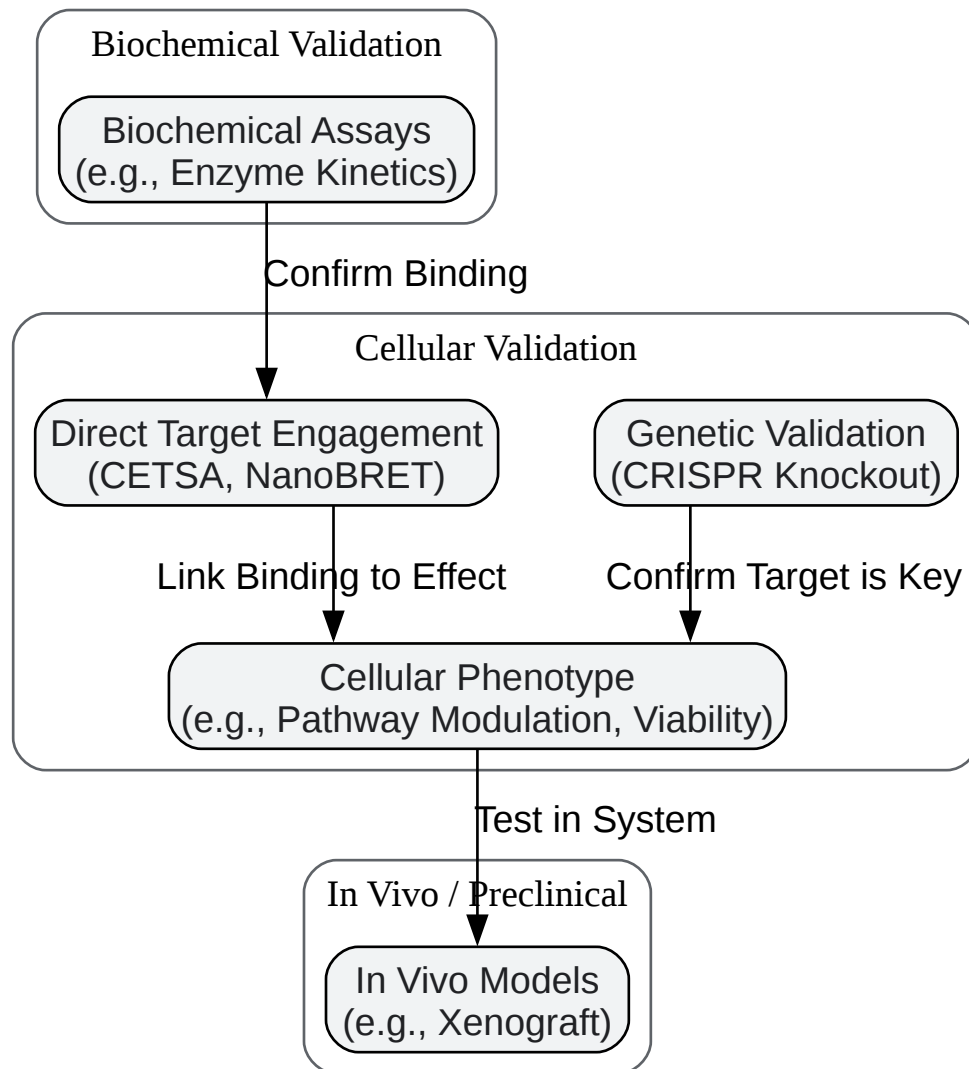 Biochemical Validation
Biochemical Assays
(e.g., Enzyme Kinetics)
Confirm Binding
Cellular Validation
Direct Target Engagement
(CETSA, NanoBRET)
Genetic Validation
(CRISPR Knockout)
Link Binding to Effect
Confirm Target is Key
Cellular Phenotype
(e.g., Pathway Modulation, Viability)
Test in System
In Vivo / Preclinical
In Vivo Models
(e.g., Xenograft)